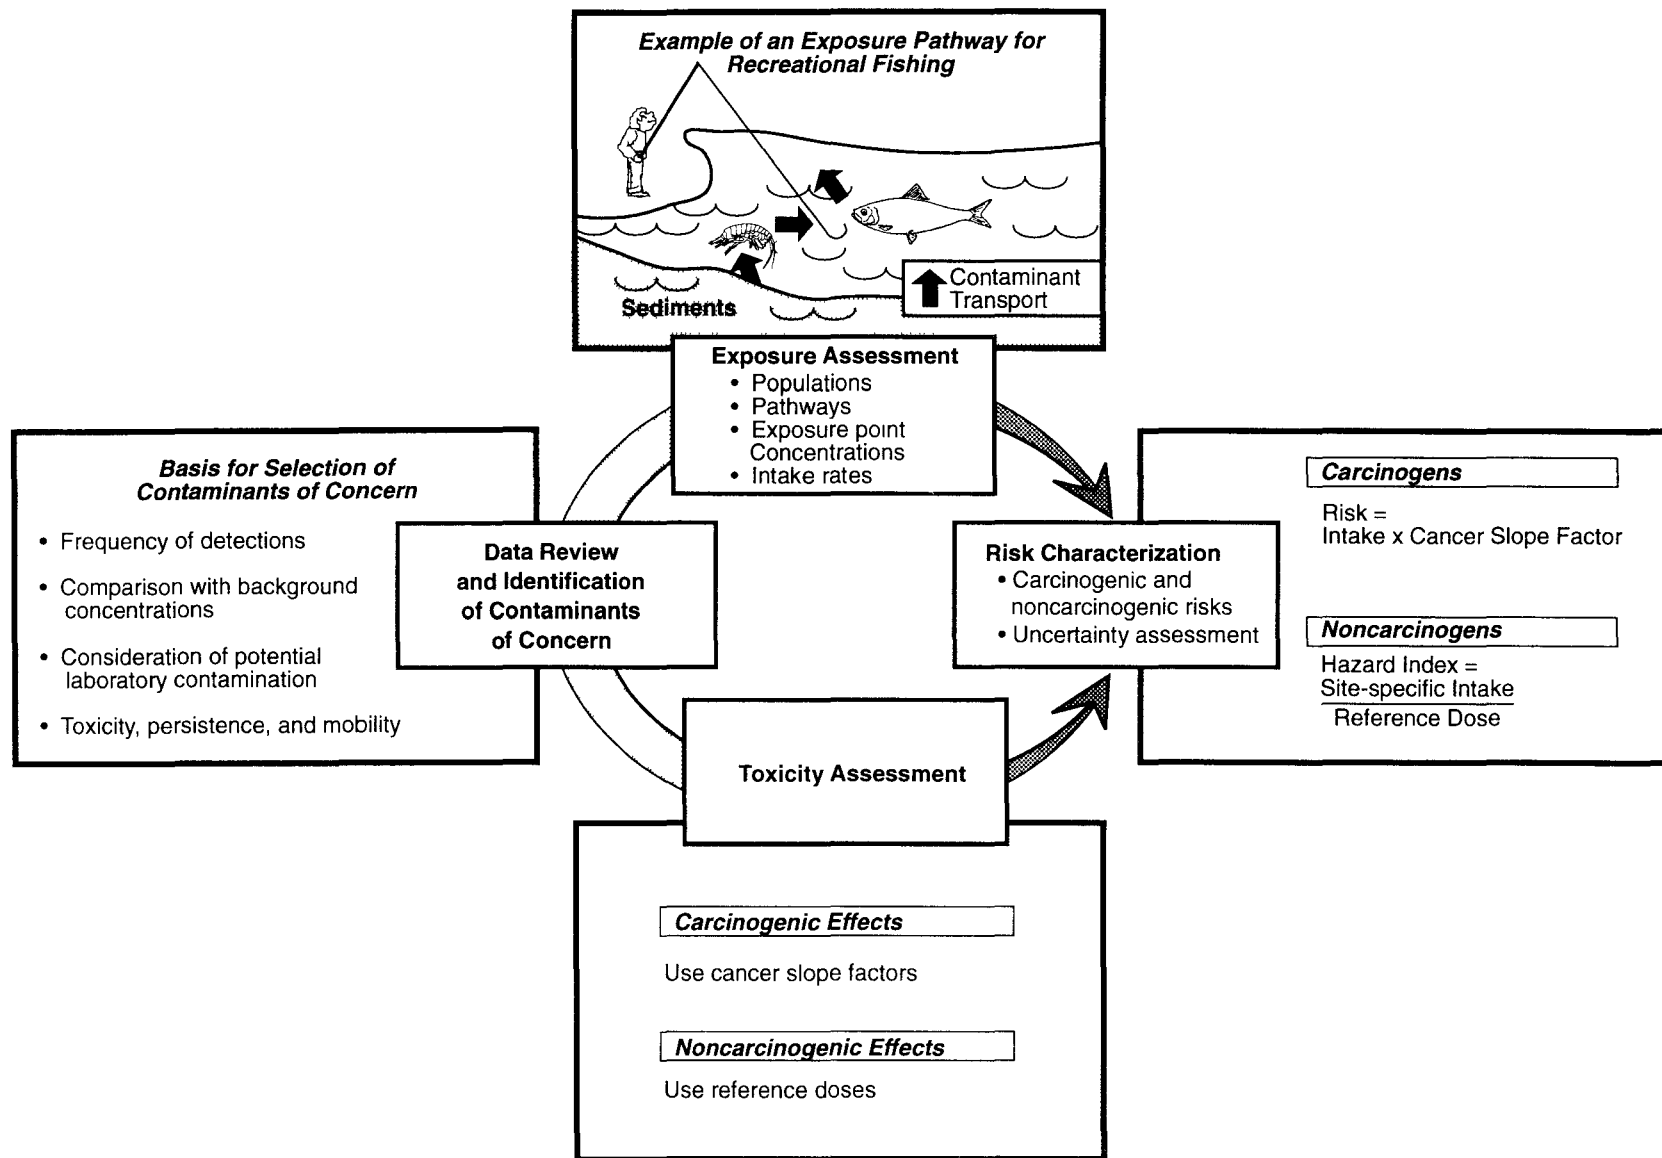 Example of an Exposure Pathway for
Recreational Fishing
Sediments
Contaminant
Transport
Exposure Assessment
• Populations
• Pathways
• Exposure point
Concentrations
• Intake rates
Basis for Selection of
Contaminants of Concern
• Frequency of detections
• Comparison with background
concentrations
• Consideration of potential
laboratory contamination
• Toxicity, persistence, and mobility
Data Review
and Identification
of Contaminants
of Concern
Risk Characterization
• Carcinogenic and
noncarcinogenic risks
• Uncertainty assessment
Carcinogens
Risk =
Intake x Cancer Slope Factor
Noncarcinogens
Hazard Index =
Site-specific Intake
Reference Dose
Toxicity Assessment
Carcinogenic Effects
Use cancer slope factors
Noncarcinogenic Effects
Use reference doses